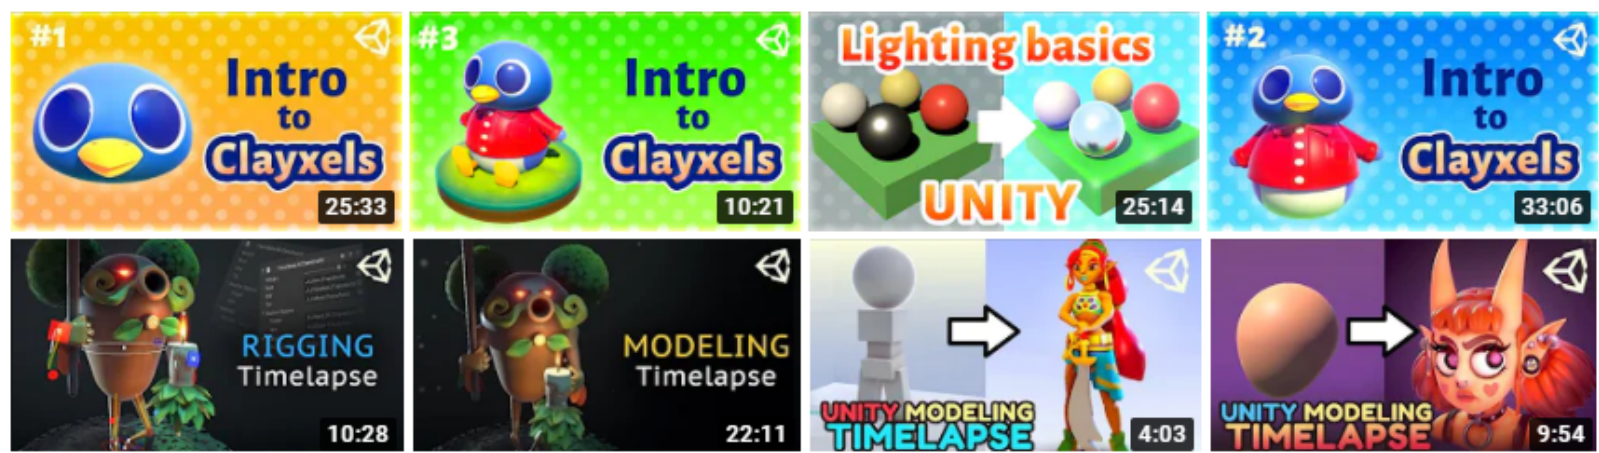 #1
Intro
to
Clayxels
25:33
#3
Intro
to
Clayxels
10:21
Lighting basics
UNITY
25:14
#2
Intro
to
Clayxels
33:06
RIGGING
Timelapse
10:28
MODELING
Timelapse
22:11
UNITY MODELING
TIMELAPSE
4:03
UNITY MODELING
TIMELAPSE
9:54